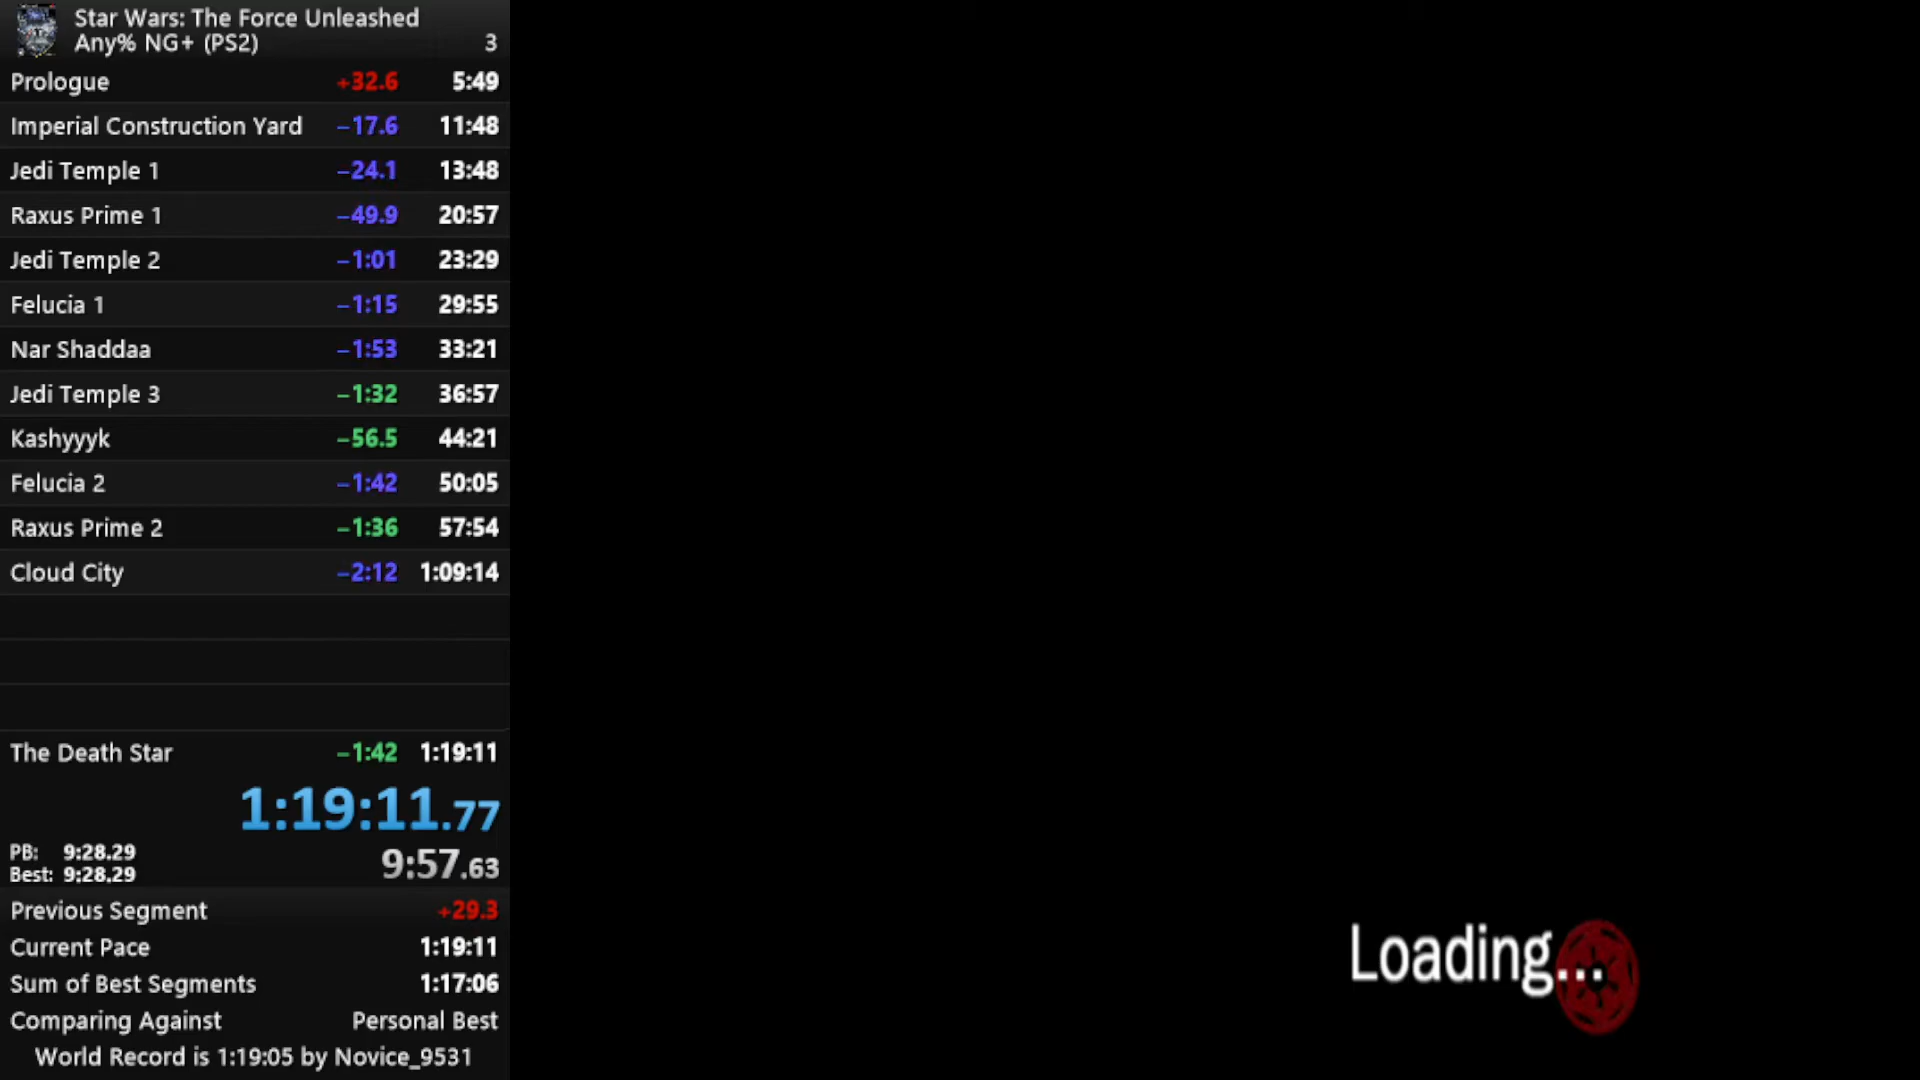 Star Wars: The Force Unleashed
Any% NG+ (PS2) 3
Prologue +32.6 5:49
Imperial Construction Yard −17.6 11:48
Jedi Temple 1 −24.1 13:48
Raxus Prime 1 −49.9 20:57
Jedi Temple 2 −1:01 23:29
Felucia 1 −1:15 29:55
Nar Shaddaa −1:53 33:21
Jedi Temple 3 −1:32 36:57
Kashyyyk −56.5 44:21
Felucia 2 −1:42 50:05
Raxus Prime 2 −1:36 57:54
Cloud City −2:12 1:09:14
The Death Star −1:42 1:19:11
1:19:11.77
PB: 9:28.29
Best: 9:28.29
9:57.63
Previous Segment +29.3
Current Pace 1:19:11
Sum of Best Segments 1:17:06
Comparing Against Personal Best
World Record is 1:19:05 by Novice_9531
Loading...